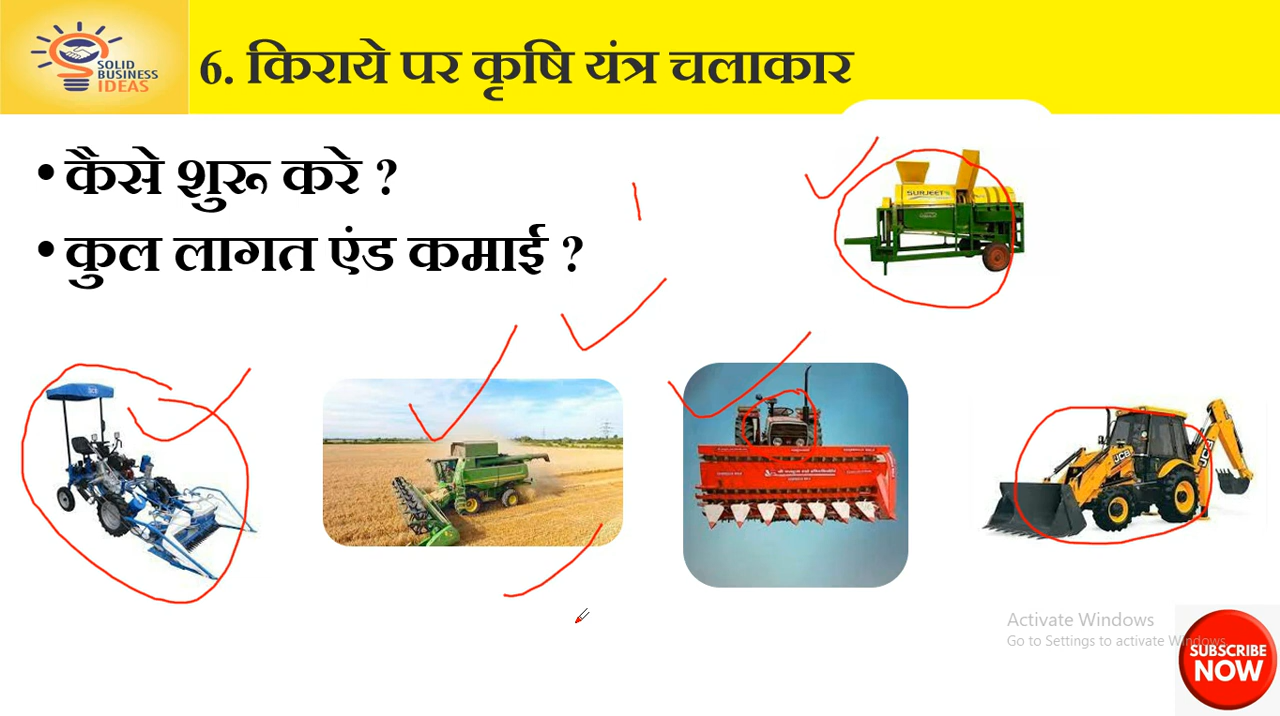 SOLID
BUSINESS
IDEAS
6. किराये पर कृषि यंत्र चलाकार
• कैसे शुरू करे ?
• कुल लागत एंड कमाई ?
SURJEET
JCB
JCB
Activate Windows
Go to Settings to activate Windows.
SUBSCRIBE
NOW